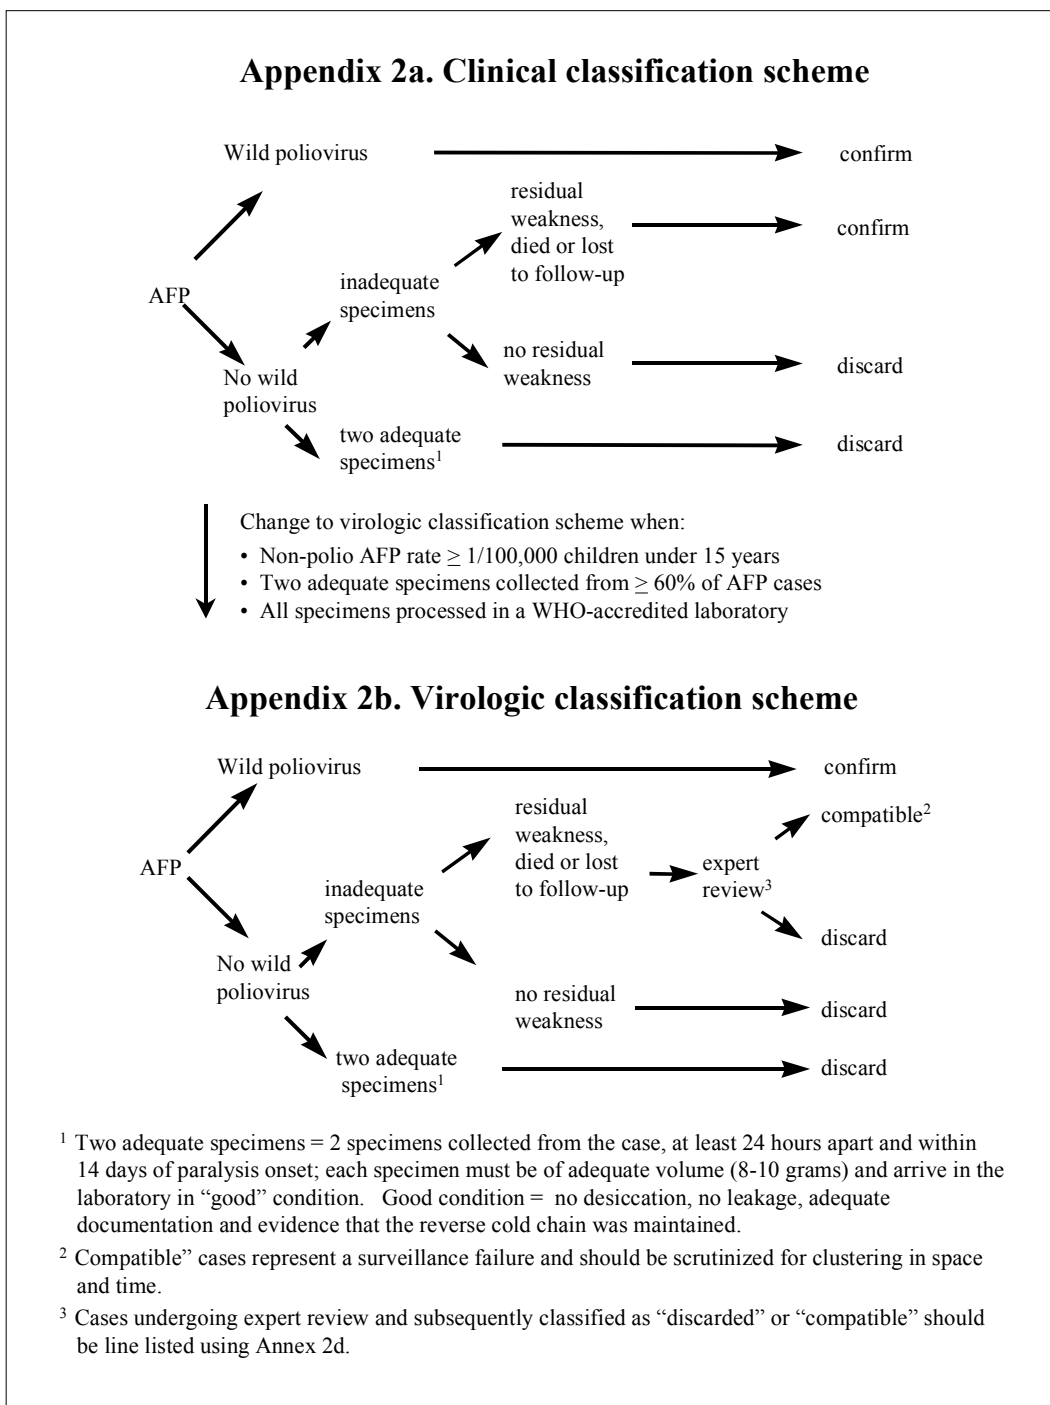 Appendix 2a. Clinical classification scheme
Wild poliovirus
confirm
residual
weakness,
died or lost
to follow-up
confirm
AFP
inadequate
specimens
No wild
poliovirus
no residual
weakness
discard
two adequate
specimens¹
discard
Change to virologic classification scheme when:
• Non-polio AFP rate ≥ 1/100,000 children under 15 years
• Two adequate specimens collected from ≥ 60% of AFP cases
• All specimens processed in a WHO-accredited laboratory
Appendix 2b. Virologic classification scheme
Wild poliovirus
confirm
residual
weakness,
died or lost
to follow-up
compatible²
AFP
expert
review³
inadequate
specimens
discard
No wild
poliovirus
no residual
weakness
discard
two adequate
specimens¹
discard
¹ Two adequate specimens = 2 specimens collected from the case, at least 24 hours apart and within
14 days of paralysis onset; each specimen must be of adequate volume (8-10 grams) and arrive in the
laboratory in “good” condition. Good condition = no desiccation, no leakage, adequate
documentation and evidence that the reverse cold chain was maintained.
² Compatible” cases represent a surveillance failure and should be scrutinized for clustering in space
and time.
³ Cases undergoing expert review and subsequently classified as “discarded” or “compatible” should
be line listed using Annex 2d.